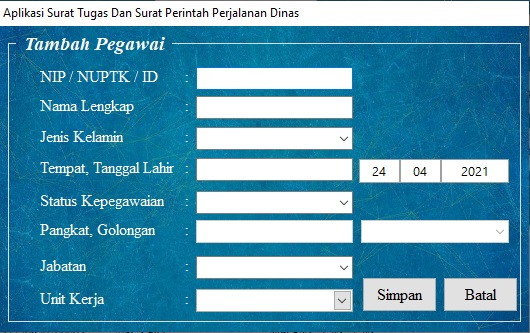 Aplikasi Surat Tugas Dan Surat Perintah Perjalanan Dinas
Tambah Pegawai
NIP / NUPTK / ID :
Nama Lengkap :
Jenis Kelamin :
Tempat, Tanggal Lahir : 24 04 2021
Status Kepegawaian :
Pangkat, Golongan :
Jabatan :
Unit Kerja : Simpan Batal